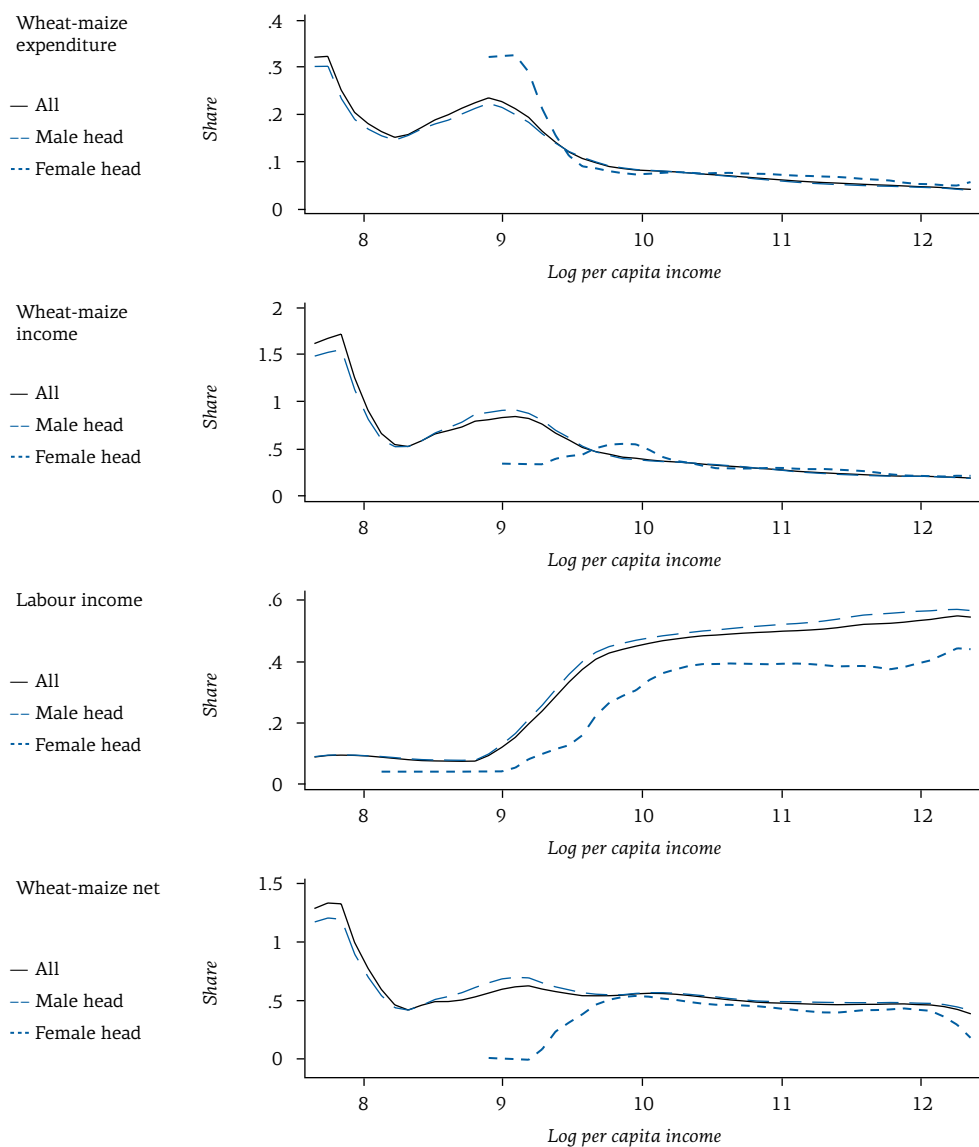 Wheat-maize
expenditure
— All
-- Male head
--- Female head
Share
.4
.3
.2
.1
0
8 9 10 11 12
Log per capita income
Wheat-maize
income
— All
-- Male head
--- Female head
Share
2
1.5
1
.5
0
8 9 10 11 12
Log per capita income
Labour income
— All
-- Male head
--- Female head
Share
.6
.4
.2
0
8 9 10 11 12
Log per capita income
Wheat-maize net
— All
-- Male head
--- Female head
Share
1.5
1
.5
0
8 9 10 11 12
Log per capita income